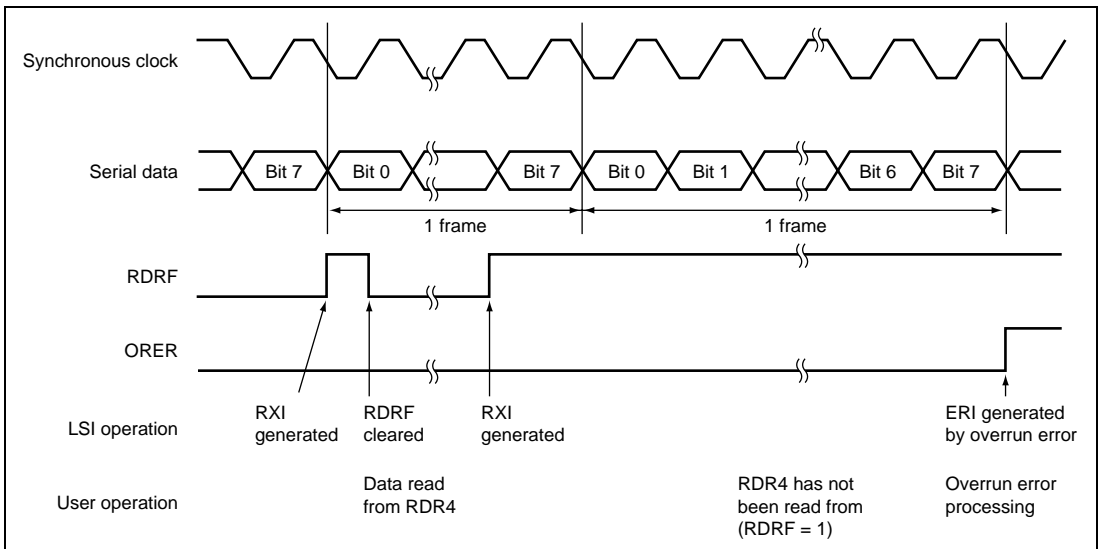 Synchronous clock
Serial data
Bit 7
Bit 0
Bit 7
Bit 0
Bit 1
Bit 6
Bit 7
1 frame
1 frame
RDRF
ORER
LSI operation
RXI
generated
RDRF
cleared
RXI
generated
ERI generated
by overrun error
User operation
Data read
from RDR4
RDR4 has not
been read from
(RDRF = 1)
Overrun error
processing